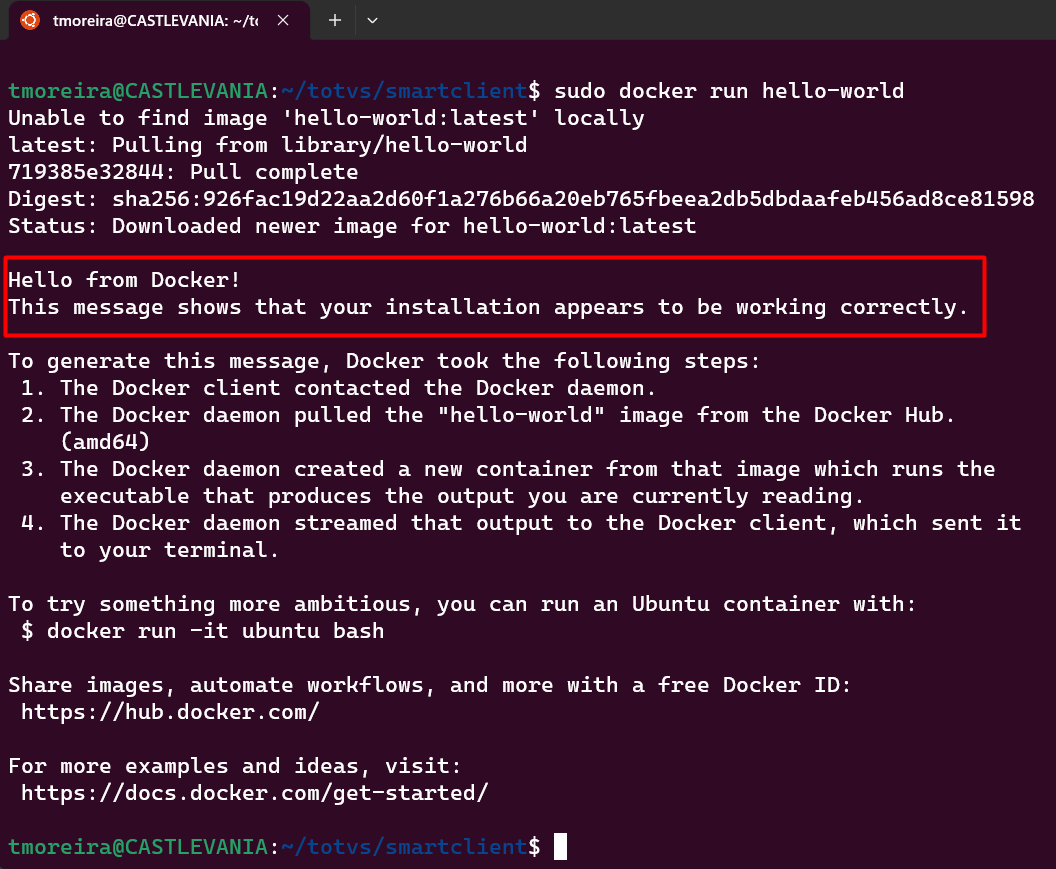 tmoreira@CASTLEVANIA: ~/to
tmoreira@CASTLEVANIA:~/totvs/smartclient$ sudo docker run hello-world
Unable to find image 'hello-world:latest' locally
latest: Pulling from library/hello-world
719385e32844: Pull complete
Digest: sha256:926fac19d22aa2d60f1a276b66a20eb765fbeea2db5dbdaafeb456ad8ce81598
Status: Downloaded newer image for hello-world:latest
Hello from Docker!
This message shows that your installation appears to be working correctly.
To generate this message, Docker took the following steps:
1. The Docker client contacted the Docker daemon.
2. The Docker daemon pulled the "hello-world" image from the Docker Hub.
(amd64)
3. The Docker daemon created a new container from that image which runs the
executable that produces the output you are currently reading.
4. The Docker daemon streamed that output to the Docker client, which sent it
to your terminal.
To try something more ambitious, you can run an Ubuntu container with:
$ docker run -it ubuntu bash
Share images, automate workflows, and more with a free Docker ID:
https://hub.docker.com/
For more examples and ideas, visit:
https://docs.docker.com/get-started/
tmoreira@CASTLEVANIA:~/totvs/smartclient$